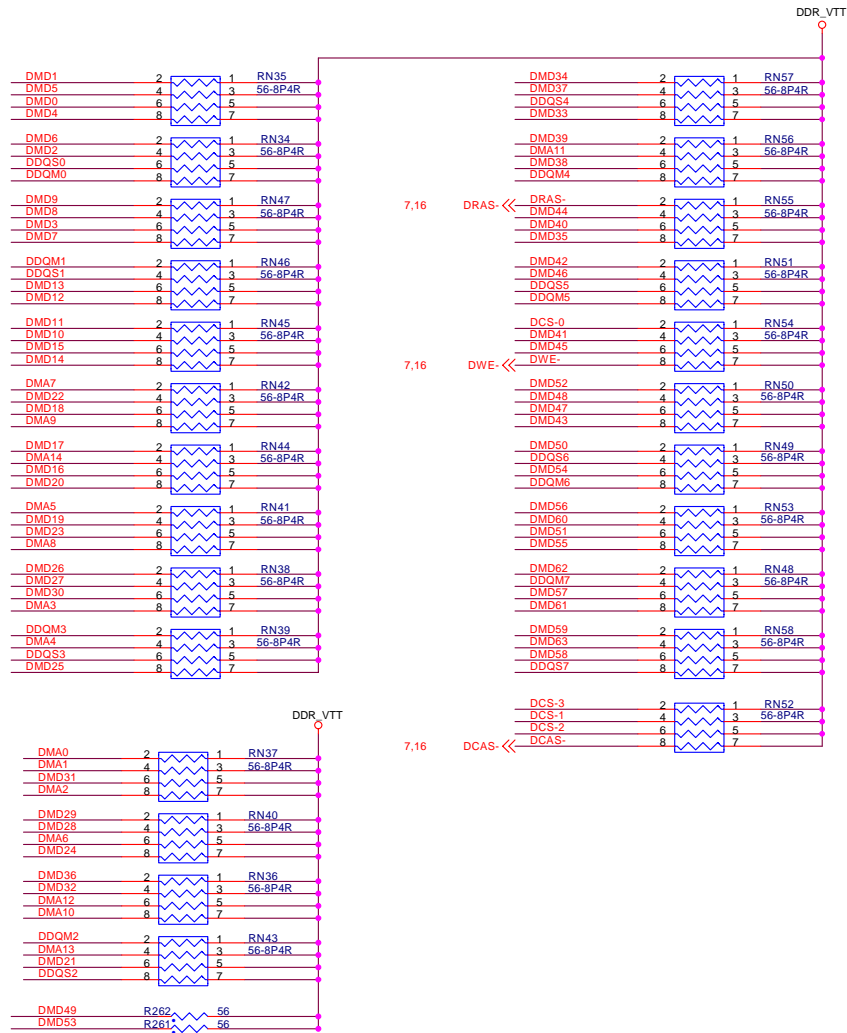 DDR_VTT
DMD1 2 1 RN35
DMD5 4 3 56-8P4R
DMD0 6 5
DMD4 8 7
DMD6 2 1 RN34
DMD2 4 3 56-8P4R
DDQS0 6 5
DDQM0 8 7
DMD9 2 1 RN47
DMD8 4 3 56-8P4R
DMD3 6 5
DMD7 8 7
DDQM1 2 1 RN46
DDQS1 4 3 56-8P4R
DMD13 6 5
DMD12 8 7
DMD11 2 1 RN45
DMD10 4 3 56-8P4R
DMD15 6 5
DMD14 8 7
DMA7 2 1 RN42
DMD22 4 3 56-8P4R
DMD18 6 5
DMA9 8 7
DMD17 2 1 RN44
DMA14 4 3 56-8P4R
DMD16 6 5
DMD20 8 7
DMA5 2 1 RN41
DMD19 4 3 56-8P4R
DMD23 6 5
DMA8 8 7
DMD26 2 1 RN38
DMD27 4 3 56-8P4R
DMD30 6 5
DMA3 8 7
DDQM3 2 1 RN39
DMA4 4 3 56-8P4R
DDQS3 6 5
DMD25 8 7
DDR_VTT
DMA0 2 1 RN37
DMA1 4 3 56-8P4R
DMD31 6 5
DMA2 8 7
DMD29 2 1 RN40
DMD28 4 3 56-8P4R
DMA6 6 5
DMD24 8 7
DMD36 2 1 RN36
DMD32 4 3 56-8P4R
DMA12 6 5
DMA10 8 7
DDQM2 2 1 RN43
DMA13 4 3 56-8P4R
DMD21 6 5
DDQS2 8 7
DMD49 R262 56
DMD53 R261 56
DMD34 2 1 RN57
DMD37 4 3 56-8P4R
DDQS4 6 5
DMD33 8 7
DMD39 2 1 RN56
DMA11 4 3 56-8P4R
DMD38 6 5
DDQM4 8 7
7,16 DRAS- DRAS- 2 1 RN55
DMD44 4 3 56-8P4R
DMD40 6 5
DMD35 8 7
DMD42 2 1 RN51
DMD46 4 3 56-8P4R
DDQS5 6 5
DDQM5 8 7
DCS-0 2 1 RN54
DMD41 4 3 56-8P4R
DMD45 6 5
7,16 DWE- DWE- 8 7
DMD52 2 1 RN50
DMD48 4 3 56-8P4R
DMD47 6 5
DMD43 8 7
DMD50 2 1 RN49
DDQS6 4 3 56-8P4R
DMD54 6 5
DDQM6 8 7
DMD56 2 1 RN53
DMD60 4 3 56-8P4R
DMD51 6 5
DMD55 8 7
DMD62 2 1 RN48
DDQM7 4 3 56-8P4R
DMD57 6 5
DMD61 8 7
DMD59 2 1 RN58
DMD63 4 3 56-8P4R
DMD58 6 5
DDQS7 8 7
DCS-3 2 1 RN52
DCS-1 4 3 56-8P4R
DCS-2 6 5
7,16 DCAS- DCAS- 8 7